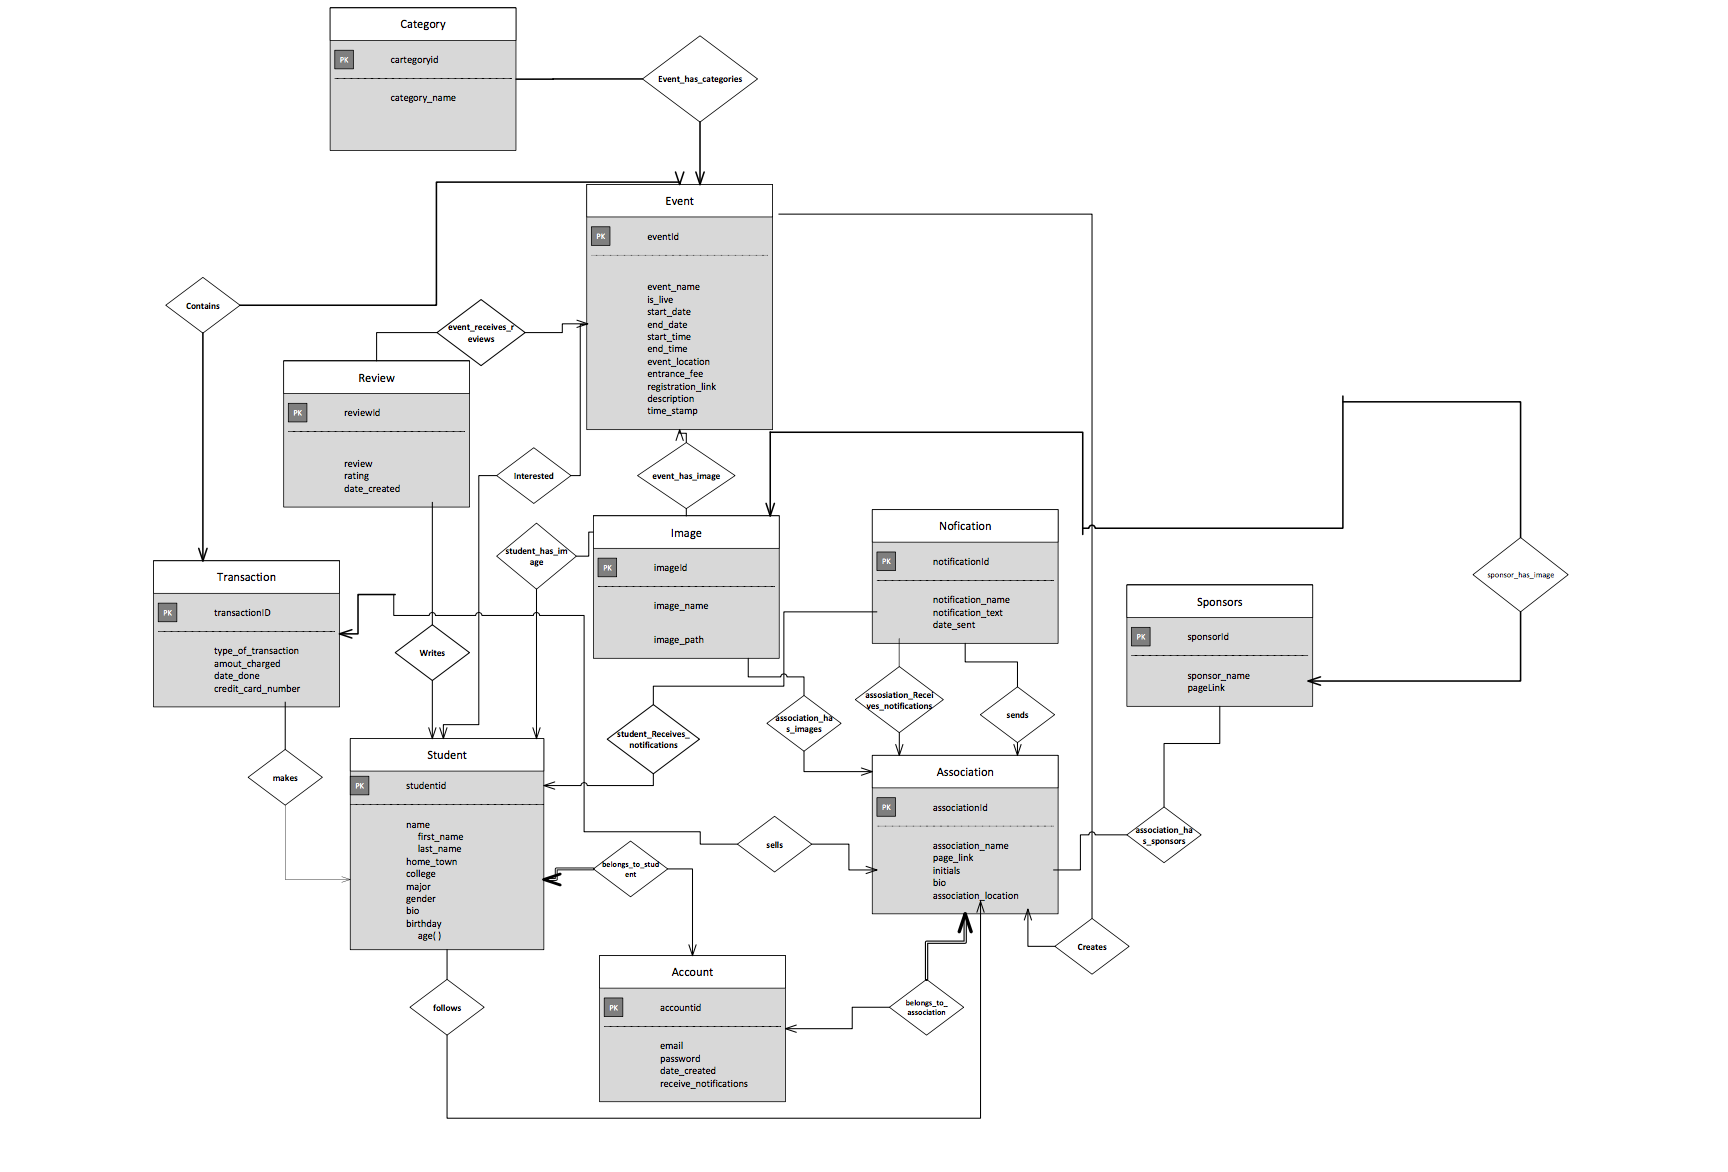 Category
PK
cartegoryid
category_name
Event_has_categories
Event
PK
eventId
event_name
is_live
start_date
end_date
start_time
end_time
event_location
entrance_fee
registration_link
description
time_stamp
Contains
event_receives_r
eviews
Review
PK
reviewId
review
rating
date_created
Interested
event_has_image
student_has_im
age
Image
PK
imageId
image_name
image_path
Nofication
PK
notificationId
notification_name
notification_text
date_sent
sponsor_has_image
Sponsors
PK
sponsorId
sponsor_name
pageLink
Transaction
PK
transactionID
type_of_transaction
amout_charged
date_done
credit_card_number
Writes
assosiation_Recei
ves_notifications
sends
association_ha
s_images
student_Receives_
notifications
makes
Student
PK
studentid
name
first_name
last_name
home_town
college
major
gender
bio
birthday
age( )
Association
PK
associationId
association_name
page_link
initials
bio
association_location
association_ha
s_sponsors
sells
belongs_to_stud
ent
Creates
follows
Account
PK
accountid
email
password
date_created
receive_notifications
belongs_to_
association